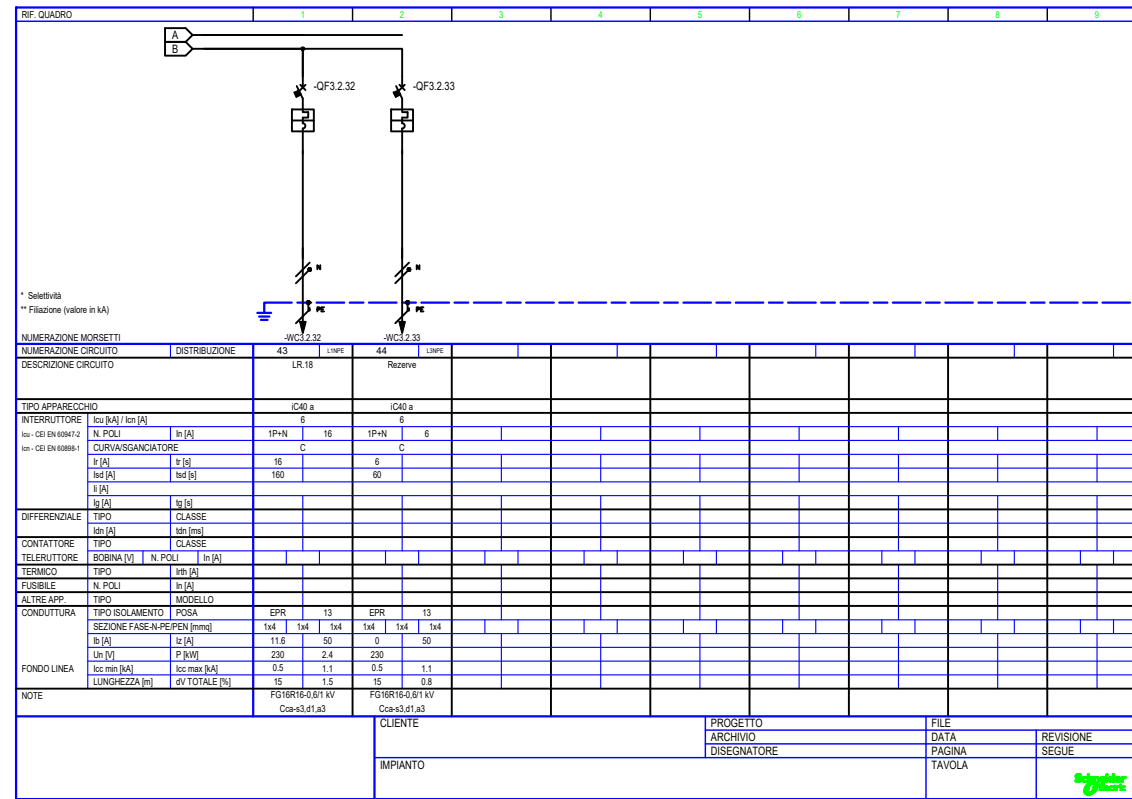 RIF. QUADRO 1 2 3 4 5 6 7 8 9
A
B
-QF3.2.32 -QF3.2.33
N N
* Selettività
** Filiazione (valore in kA)
PE PE
NUMERAZIONE MORSETTI -WC3.2.32 -WC3.2.33
NUMERAZIONE CIRCUITO DISTRIBUZIONE 43 L1NPE 44 L3NPE
DESCRIZIONE CIRCUITO LR.18 Rezerve
TIPO APPARECCHIO iC40 a iC40 a
INTERRUTTORE Icu [kA] / Icn [A] 6 6
Icu - CEI EN 60947-2 N. POLI In [A] 1P+N 16 1P+N 6
Icn - CEI EN 60898-1 CURVA/SGANCIATORE C C
Ir [A] tr [s] 16 6
Isd [A] tsd [s] 160 60
Ii [A]
Ig [A] tg [s]
DIFFERENZIALE TIPO CLASSE
Idn [A] tdn [ms]
CONTATTORE TIPO CLASSE
TELERUTTORE BOBINA [V] N. POLI In [A]
TERMICO TIPO Irth [A]
FUSIBILE N. POLI In [A]
ALTRE APP. TIPO MODELLO
CONDUTTURA TIPO ISOLAMENTO POSA EPR 13 EPR 13
SEZIONE FASE-N-PE/PEN [mmq] 1x4 1x4 1x4 1x4 1x4 1x4
Ib [A] Iz [A] 11.6 50 0 50
Un [V] P [kW] 230 2.4 230
FONDO LINEA Icc min [kA] Icc max [kA] 0.5 1.1 0.5 1.1
LUNGHEZZA [m] dV TOTALE [%] 15 1.5 15 0.8
NOTE FG16R16-0,6/1 kV FG16R16-0,6/1 kV
Cca-s3,d1,a3 Cca-s3,d1,a3
CLIENTE PROGETTO FILE
ARCHIVIO DATA REVISIONE
DISEGNATORE PAGINA SEGUE
IMPIANTO TAVOLA
Schneider
Electric